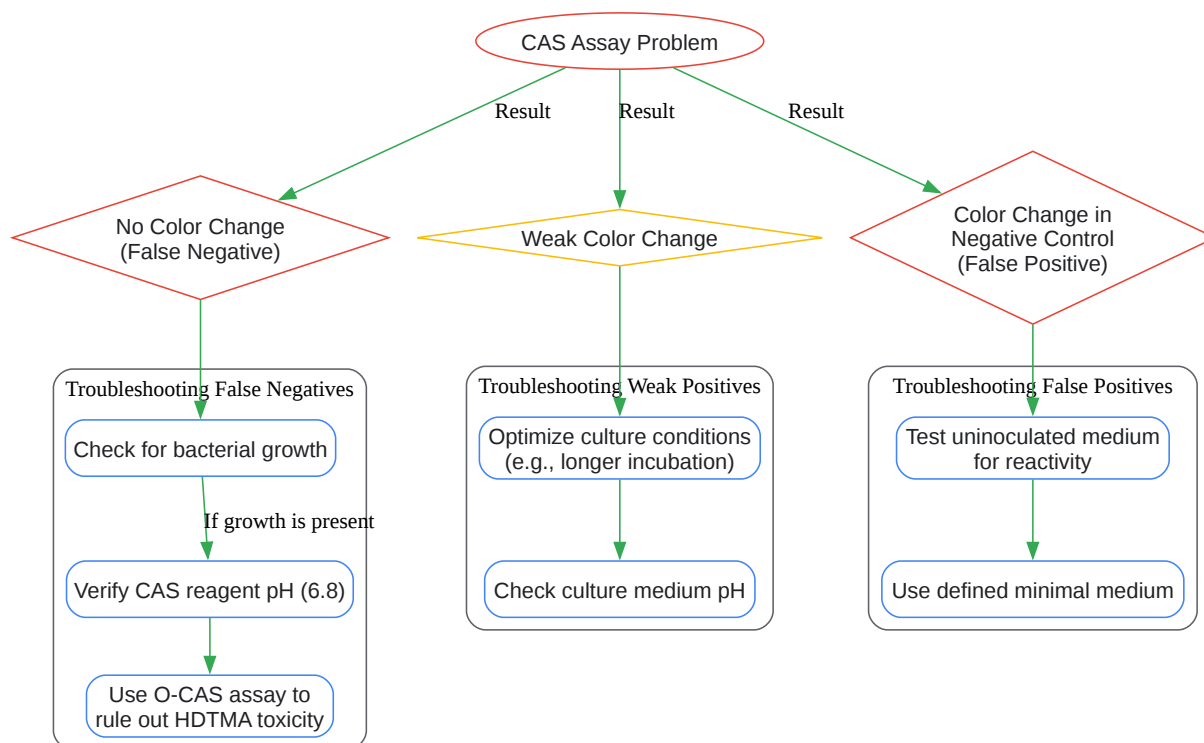 CAS Assay Problem
Result
Result
Result
No Color Change
(False Negative)
Weak Color Change
Color Change in
Negative Control
(False Positive)
Troubleshooting False Negatives
Check for bacterial growth
If growth is present
Verify CAS reagent pH (6.8)
Use O-CAS assay to
rule out HDTMA toxicity
Troubleshooting Weak Positives
Optimize culture conditions
(e.g., longer incubation)
Check culture medium pH
Troubleshooting False Positives
Test uninoculated medium
for reactivity
Use defined minimal medium